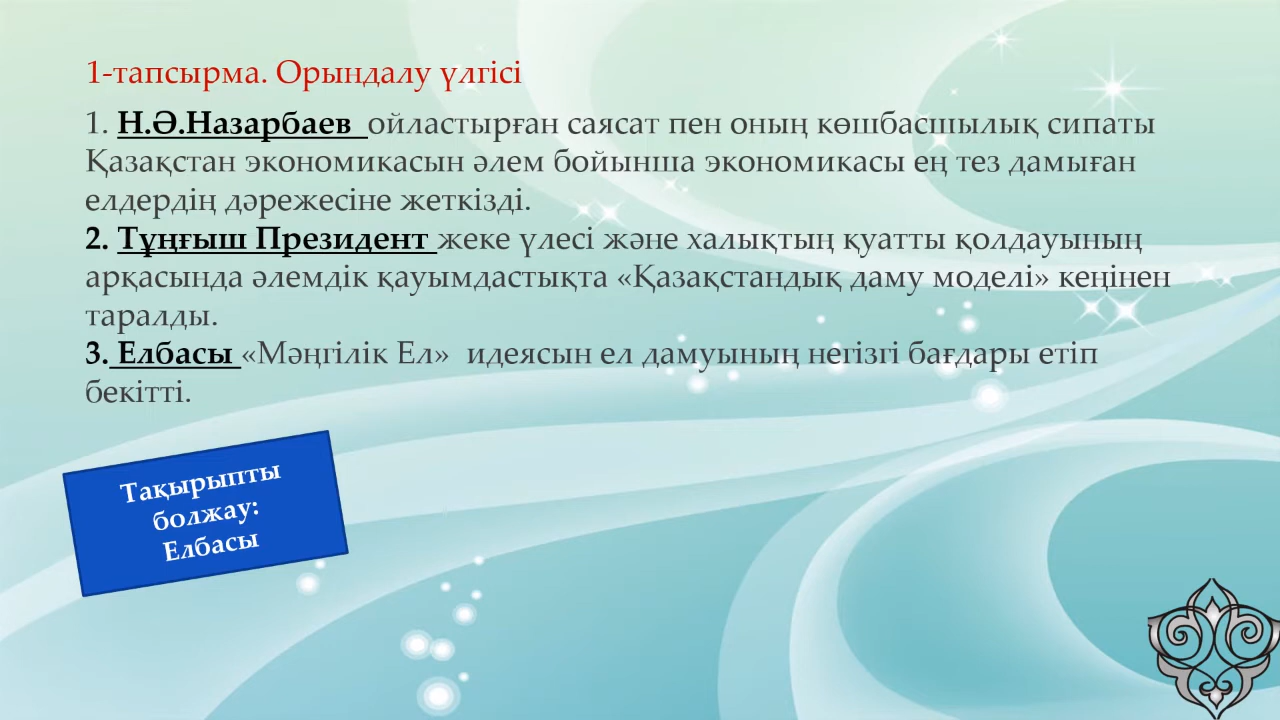 1-тапсырма. Орындалу үлгісі
1. Н.Ә.Назарбаев ойластырған саясат пен оның көшбасшылық сипаты
Қазақстан экономикасын әлем бойынша экономикасы ең тез дамыған
елдердің дәрежесіне жеткізді.
2. Тұңғыш Президент жеке үлесі және халықтың қуатты қолдауының
арқасында әлемдік қауымдастықта «Қазақстандық даму моделі» кеңінен
таралды.
3. Елбасы «Мәңгілік Ел» идеясын ел дамуының негізгі бағдары етіп
бекітті.
Тақырыпты
болжау:
Елбасы